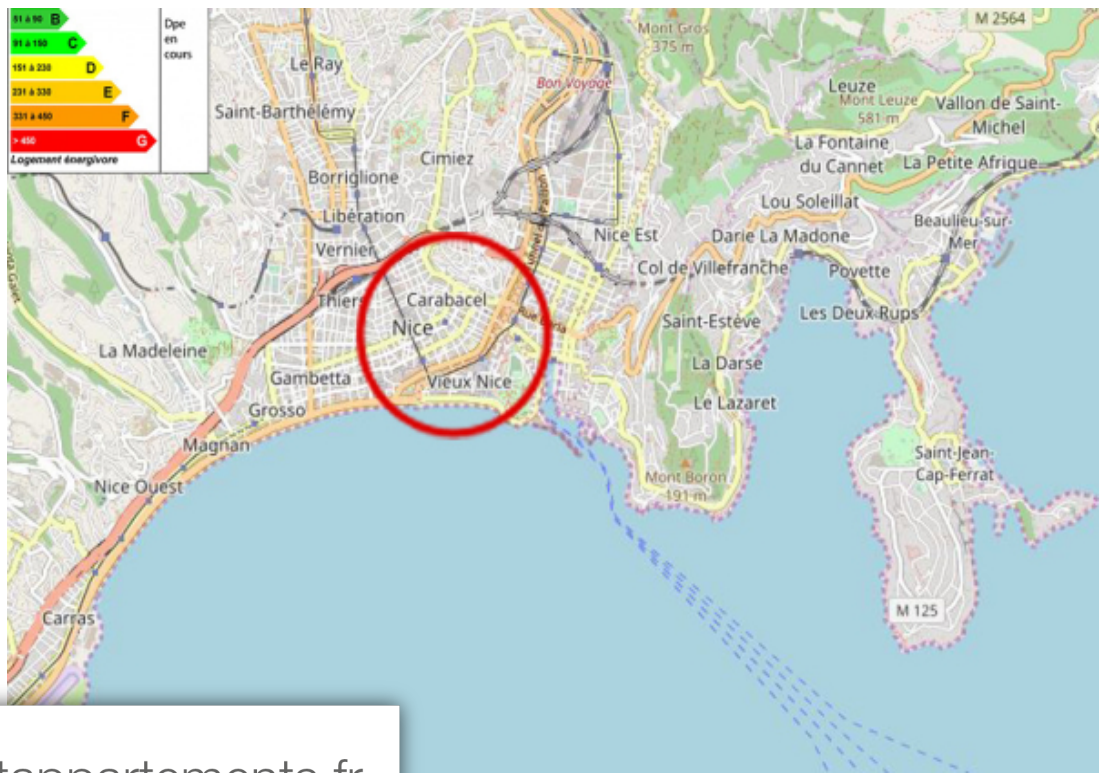 51 à 90 B
91 à 150 C
151 à 230 D
231 à 330 E
331 à 450 F
> 450 G
Logement énergivore
Dpe
en
cours
M 2564
Mont Gros
375 m
Le Ray
Bon Voyage
Leuze
Mont Leuze
581 m
Vallon de Saint-
Michel
Saint-Barthélémy
La Fontaine
du Cannet
La Petite Afrique
Cimiez
Borriglione
Lou Soleillat
Libération
Beaulieu-sur-
Mer
Nice Est
Darie La Madone
Vernier
Col de Villefranche
Povette
Thiers
Carabacel
Les Deux Rups
Nice
Saint-Estève
La Madeleine
La Darse
Gambetta
Vieux Nice
Le Lazaret
Grosso
Magnan
Saint-Jean-
Cap-Ferrat
Mont Boron
191 m
Nice Ouest
M 125
Carras